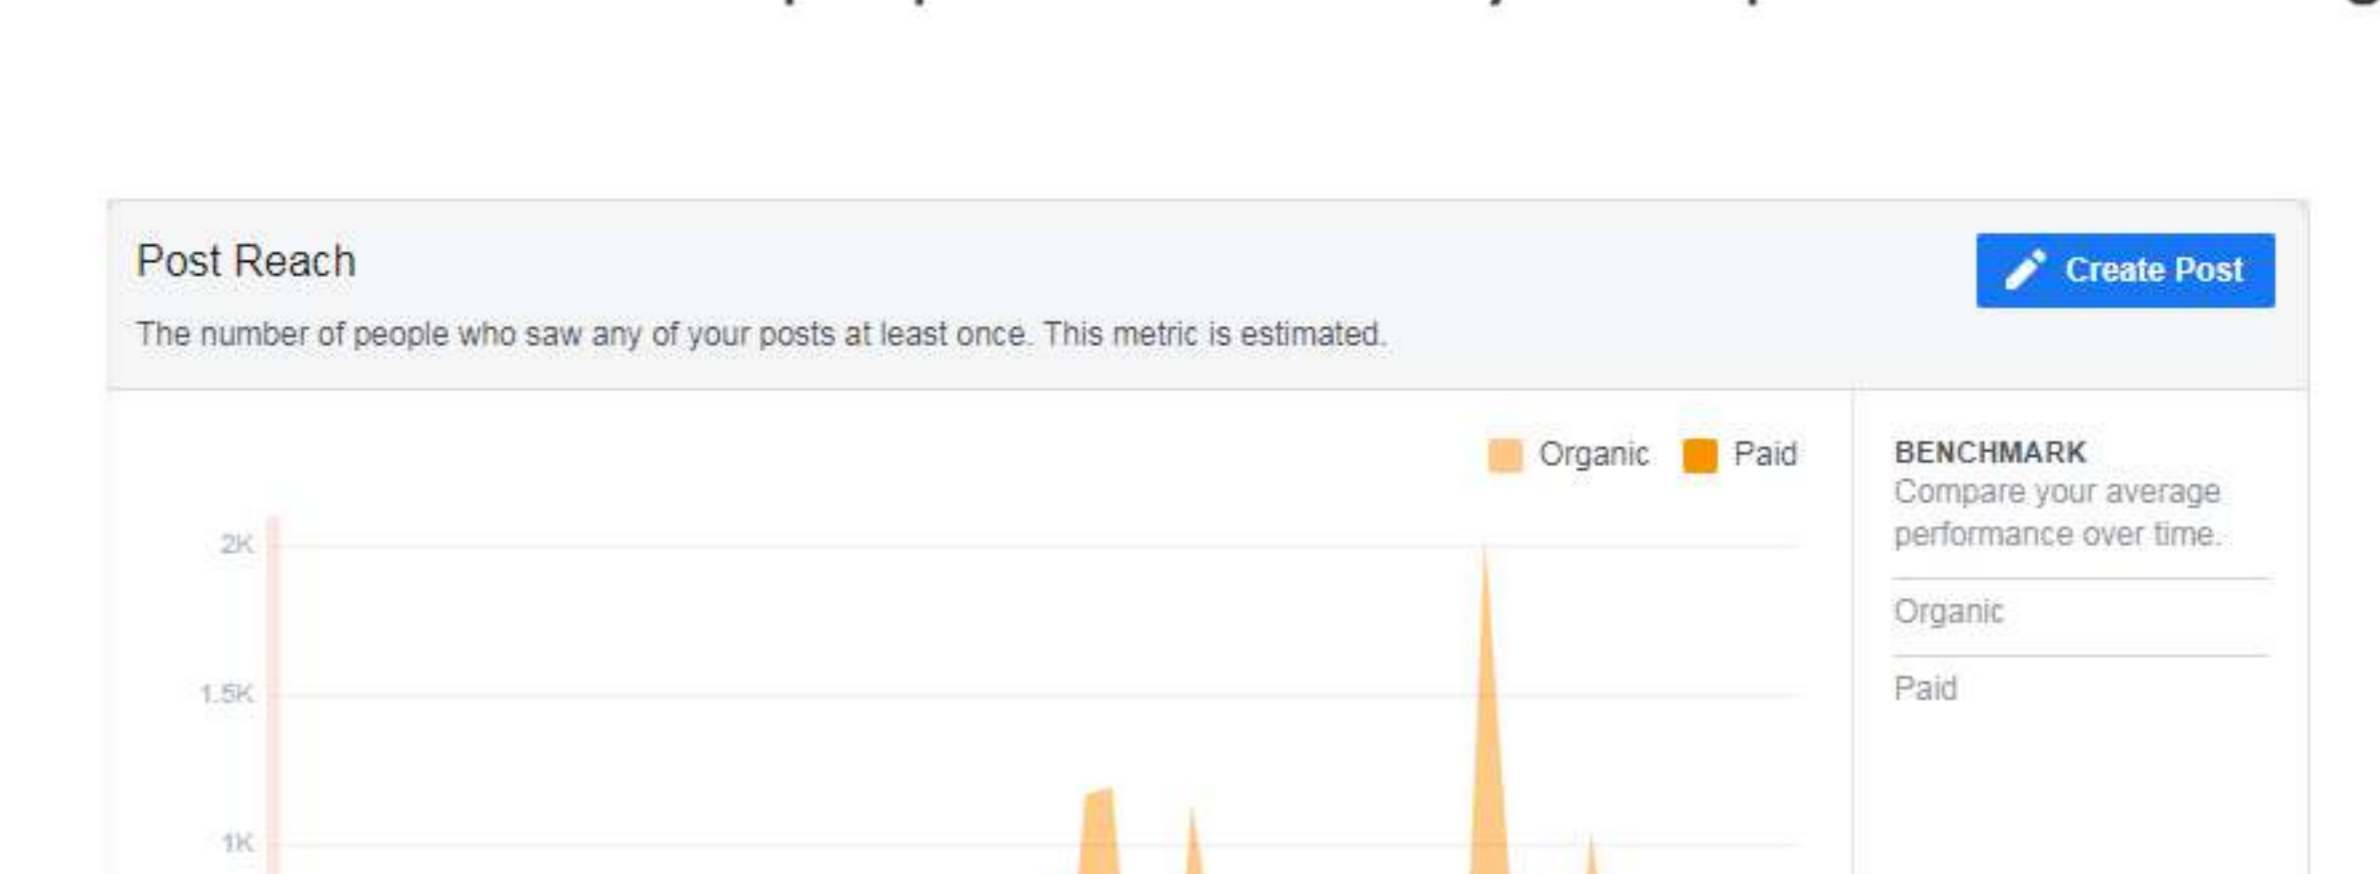 Post Reach
Create Post
The number of people who saw any of your posts at least once. This metric is estimated.
Organic Paid
BENCHMARK
Compare your average
performance over time.
2K
Organic
1.5K
Paid
1K